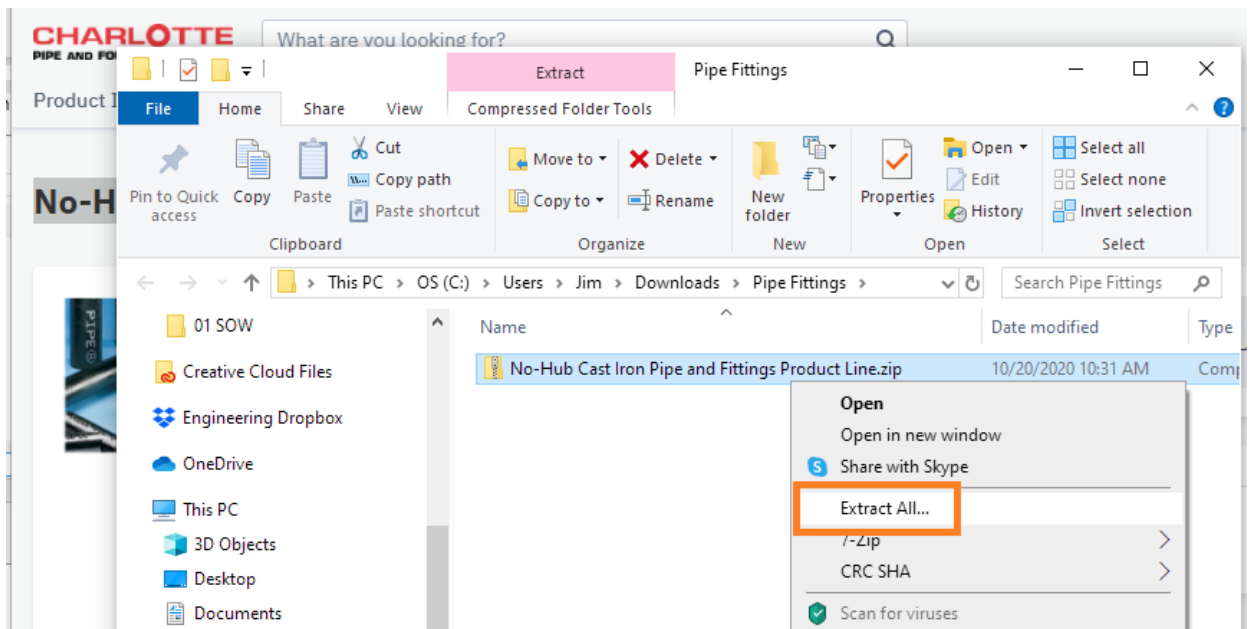 CHARLOTTE
PIPE AND FO
What are you looking for?
Product I
No-H
PIPE®
Extract
Pipe Fittings
File
Home
Share
View
Compressed Folder Tools
Pin to Quick access
Copy
Paste
Cut
Copy path
Paste shortcut
Clipboard
Move to
Copy to
Delete
Rename
Organize
New folder
New
Properties
Open
Edit
History
Open
Select all
Select none
Invert selection
Select
This PC > OS (C:) > Users > Jim > Downloads > Pipe Fittings >
Search Pipe Fittings
01 SOW
Creative Cloud Files
Engineering Dropbox
OneDrive
This PC
3D Objects
Desktop
Documents
Name
Date modified
Type
No-Hub Cast Iron Pipe and Fittings Product Line.zip
10/20/2020 10:31 AM
Comp
Open
Open in new window
Share with Skype
Extract All...
7-Zip
CRC SHA
Scan for viruses